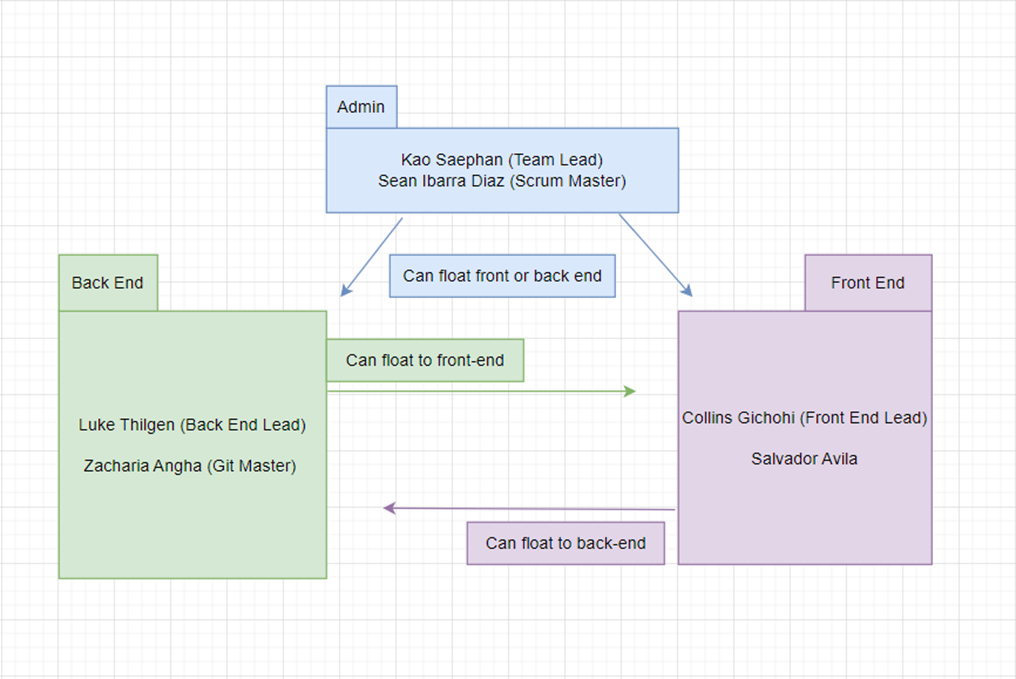 Admin
Kao Saephan (Team Lead)
Sean Ibarra Diaz (Scrum Master)
Can float front or back end
Back End
Front End
Can float to front-end
Luke Thilgen (Back End Lead)
Zacharia Angha (Git Master)
Collins Gichohi (Front End Lead)
Salvador Avila
Can float to back-end